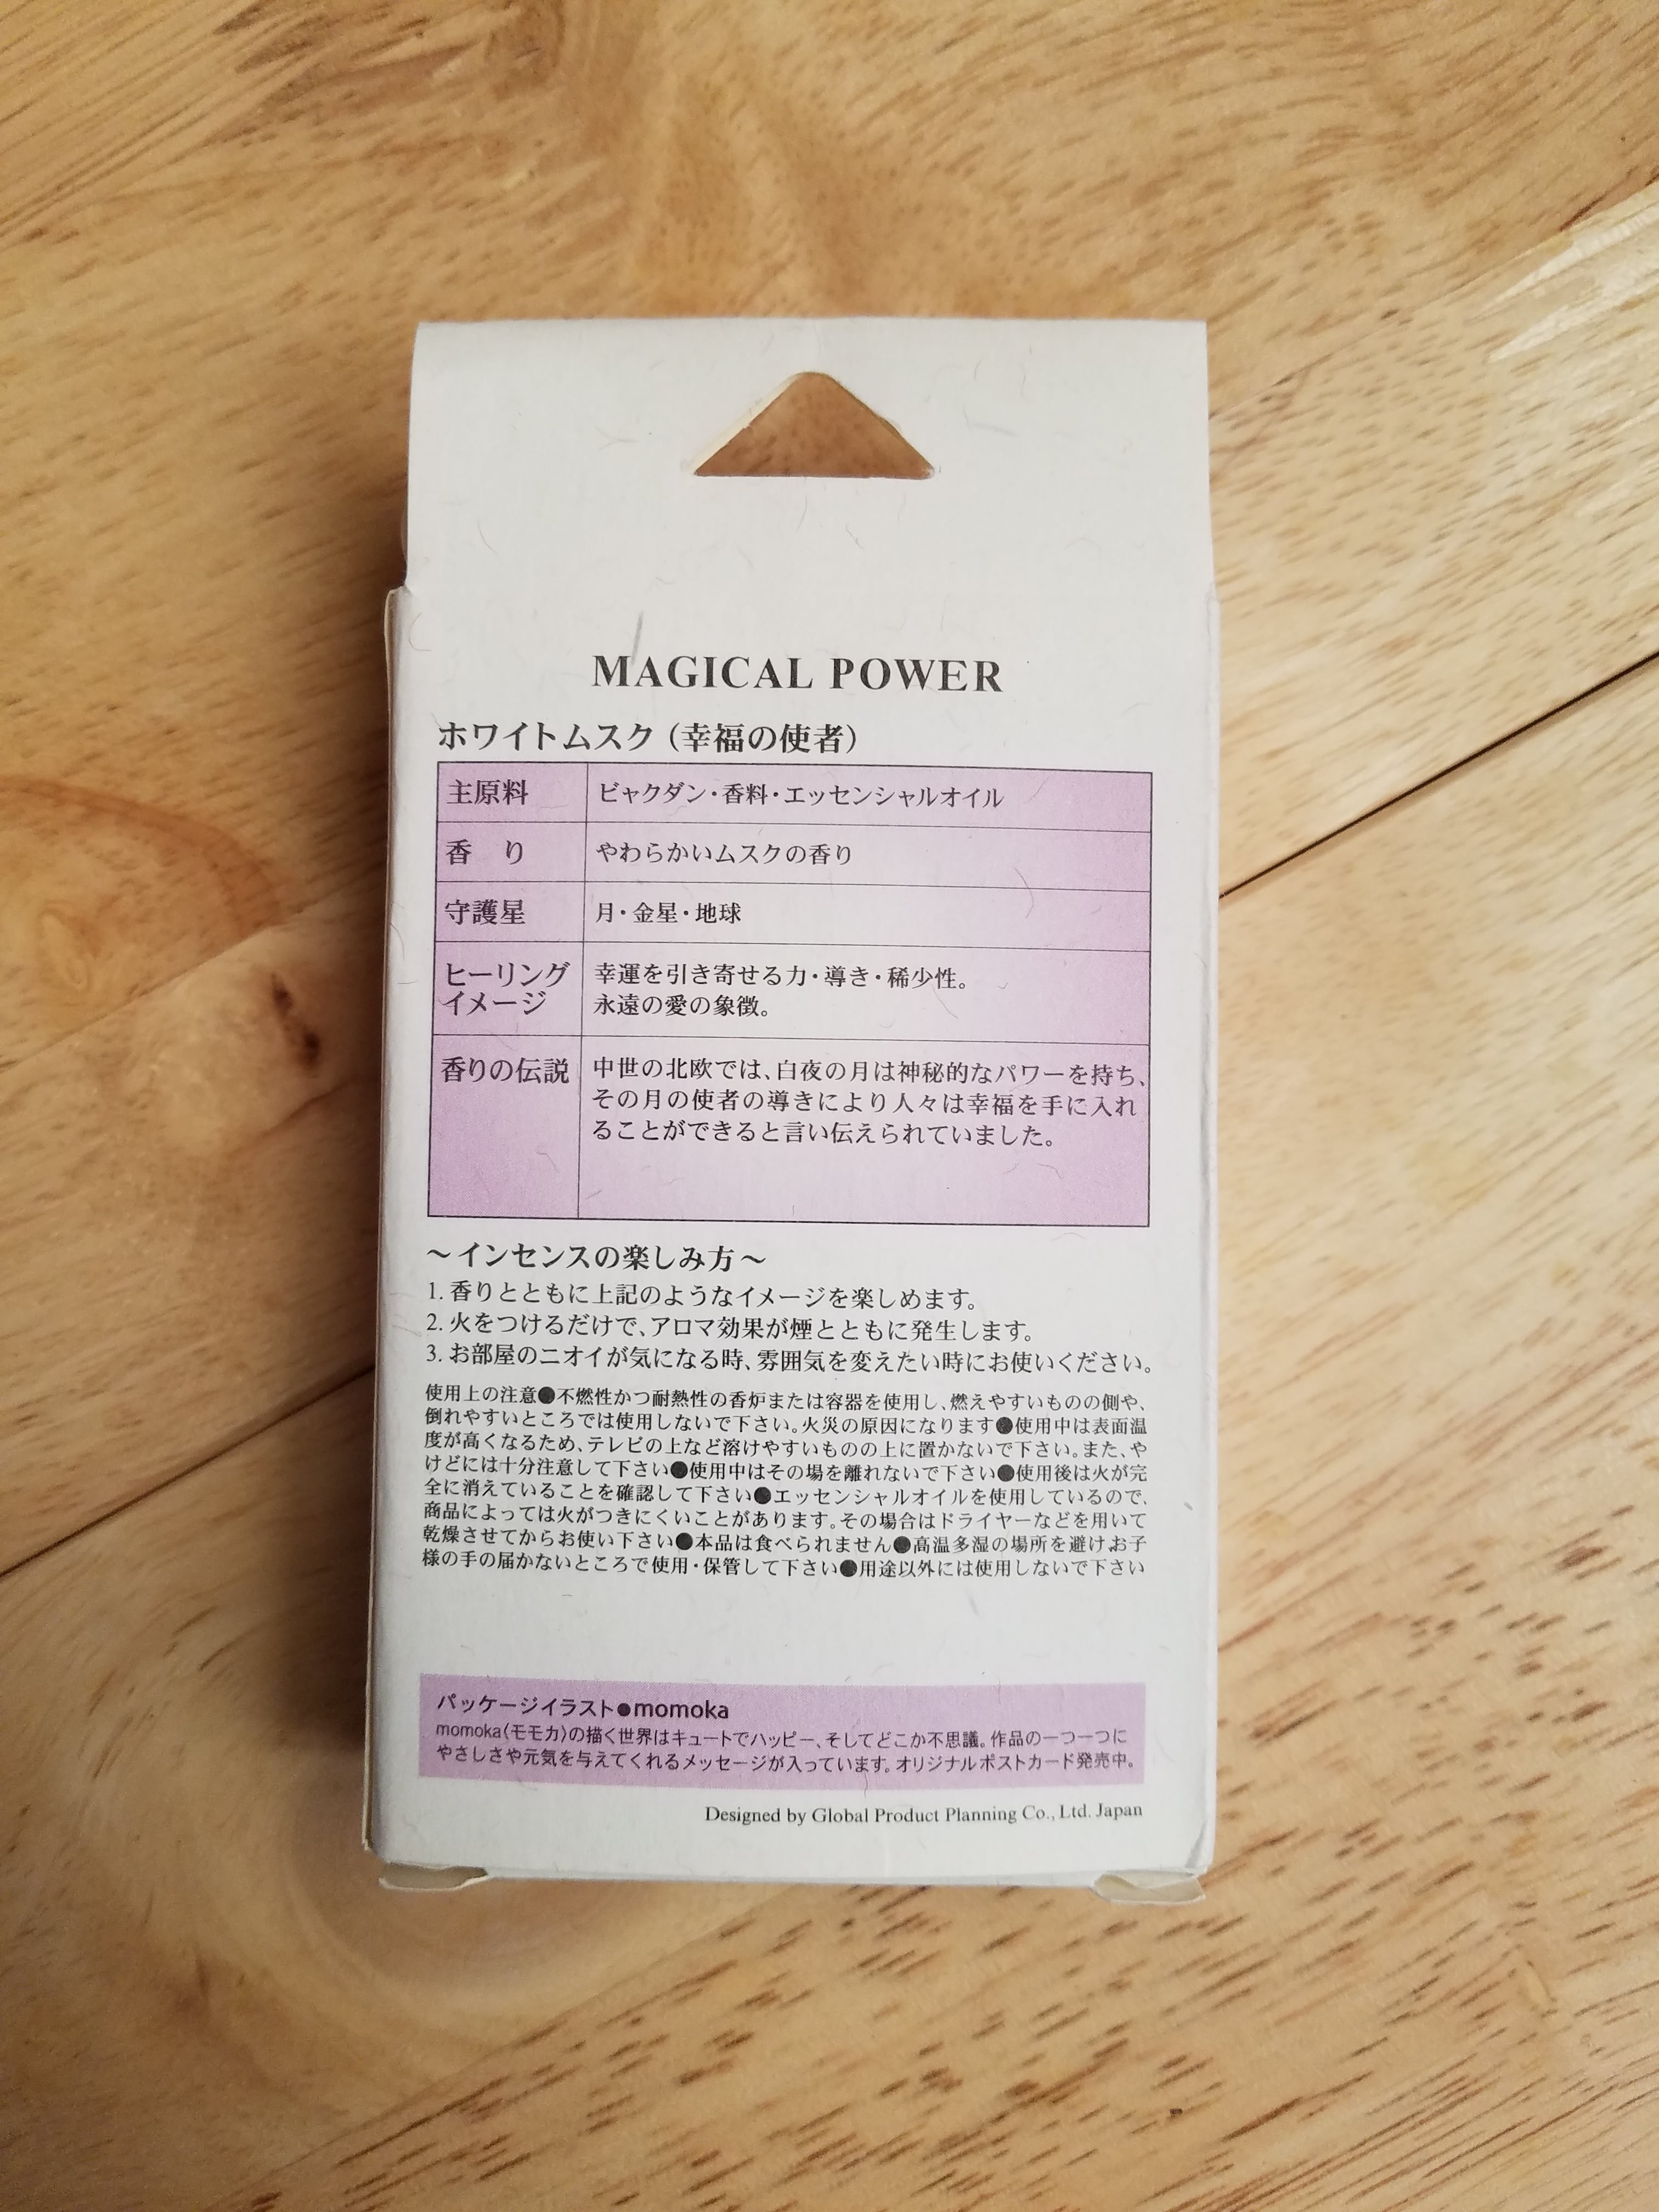 MAGICAL POWER
ホワイトムスク(幸福の使者)
主原料 ビャクダン・香料・エッセンシャルオイル
香　り やわらかいムスクの香り
守護星 月・金星・地球
ヒーリング
イメージ
幸運を引き寄せる力・導き・稀少性。
永遠の愛の象徴。
香りの伝説
中世の北欧では、白夜の月は神秘的なパワーを持ち、
その月の使者の導きにより人々は幸福を手に入れ
ることができると言い伝えられていました。
～インセンスの楽しみ方～
1. 香りとともに上記のようなイメージを楽しめます。
2. 火をつけるだけで、アロマ効果が煙とともに発生します。
3. お部屋のニオイが気になる時、雰囲気を変えたい時にお使いください。
使用上の注意●不燃性かつ耐熱性の香炉または容器を使用し、燃えやすいものの側や、
倒れやすいところでは使用しないで下さい。火災の原因になります●使用中は表面温
度が高くなるため、テレビの上など溶けやすいものの上に置かないで下さい。また、や
けどには十分注意して下さい●使用中はその場を離れないで下さい●使用後は火が完
全に消えていることを確認して下さい●エッセンシャルオイルを使用しているので、
商品によっては火がつきにくいことがあります。その場合はドライヤーなどを用いて
乾燥させてからお使い下さい●本品は食べられません●高温多湿の場所を避け、お子
様の手の届かないところで使用・保管して下さい●用途以外には使用しないで下さい
パッケージイラスト●momoka
momoka(モモカ)の描く世界はキュートでハッピー、そしてどこか不思議。作品の一つ一つに
やさしさや元気を与えてくれるメッセージが入っています。オリジナルポストカード発売中。
Designed by Global Product Planning Co., Ltd. Japan